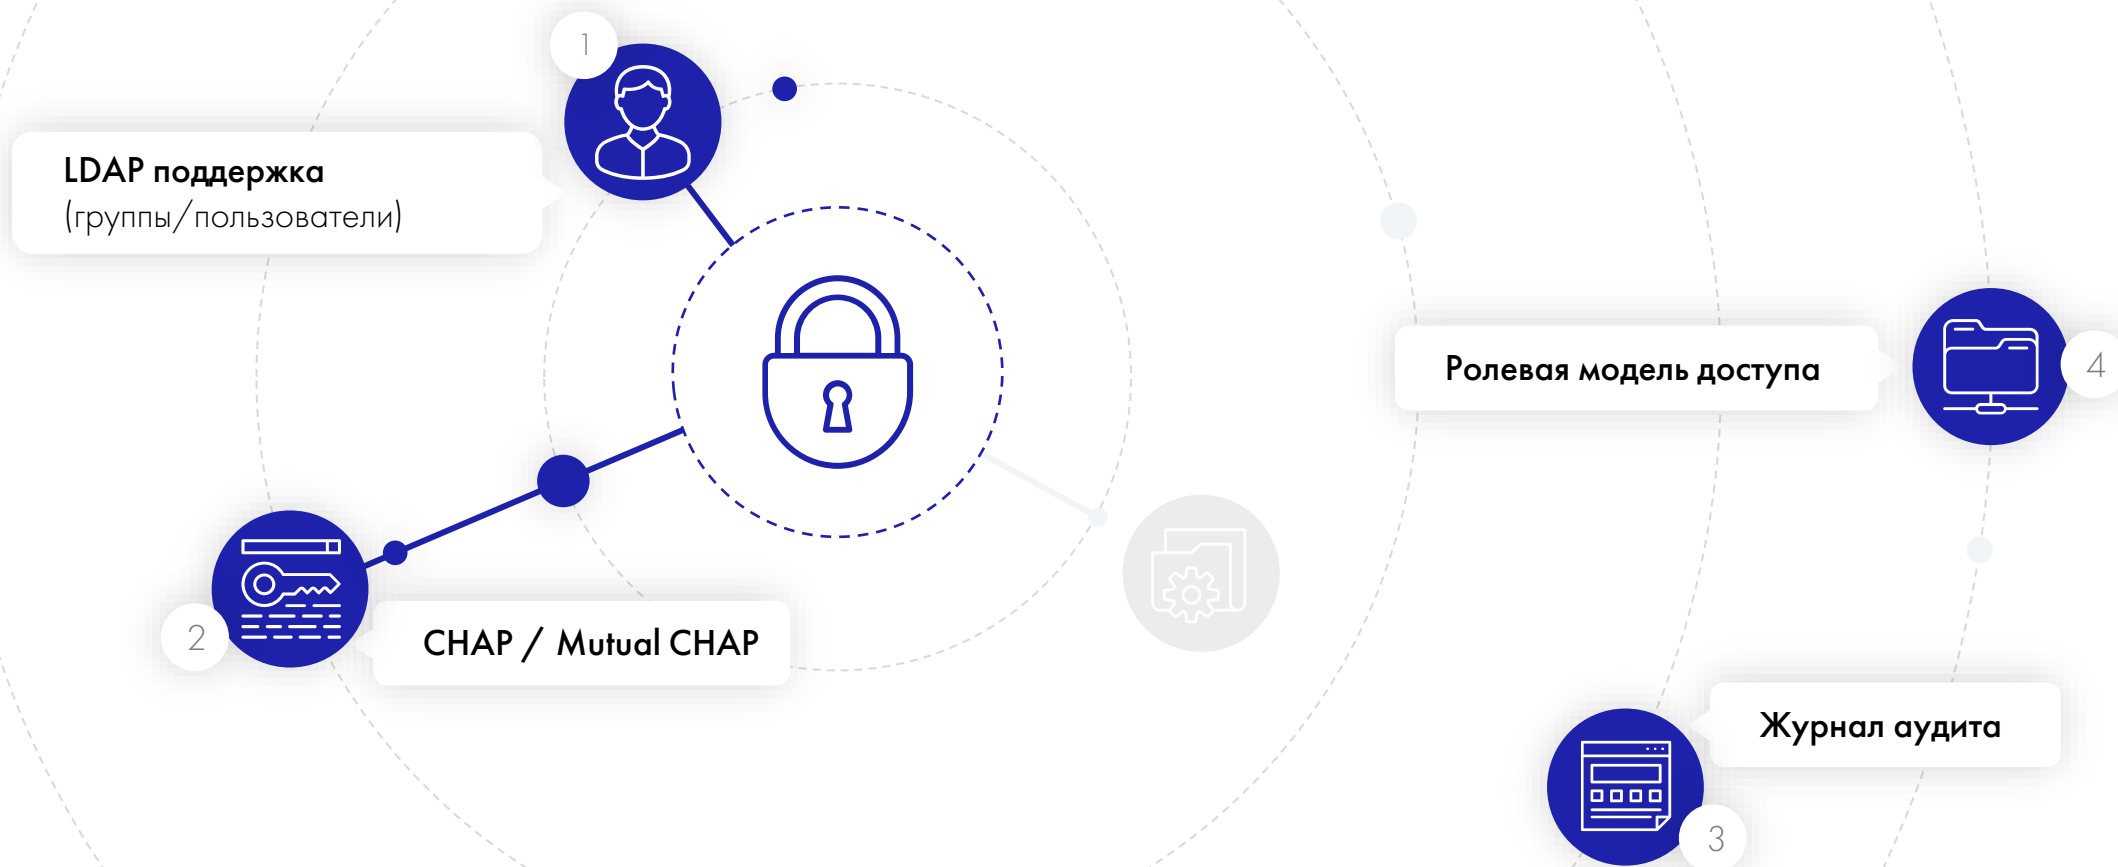 1
LDAP поддержка
(группы/пользователи)
2
CHAP / Mutual CHAP
Ролевая модель доступа
4
Журнал аудита
3